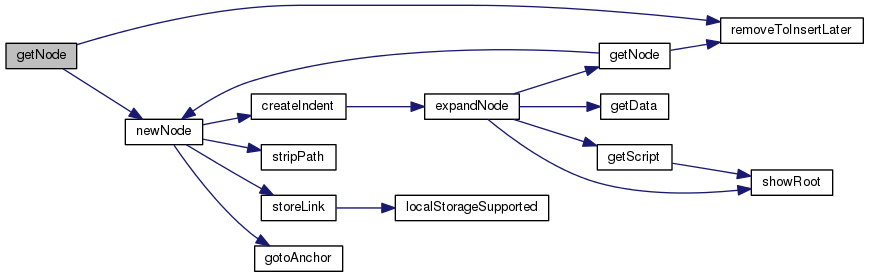 getNode
removeToInsertLater
getNode
newNode
createIndent
expandNode
getData
stripPath
getScript
showRoot
storeLink
localStorageSupported
gotoAnchor